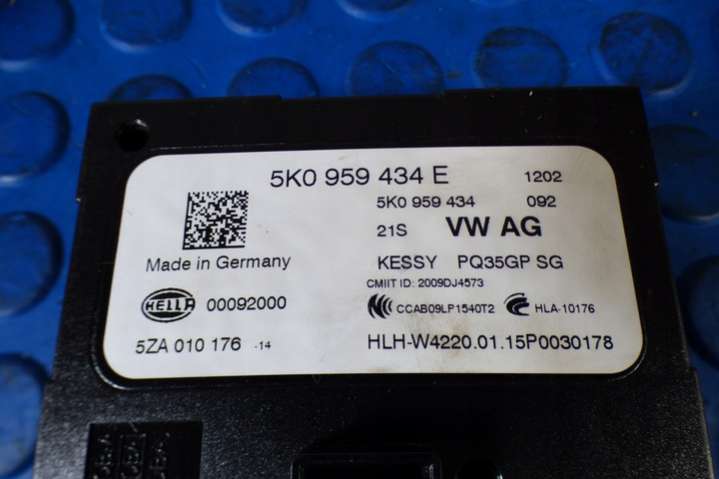 5K0 959 434 E 1202
5K0 959 434 092
21S VW AG
Made in Germany KESSY PQ35GP SG
CMIIT ID: 2009DJ4573
HELLA 00092000 CCAB09LP1540T2 HLA-10176
5ZA 010 176 -14 HLH-W4220.01.15P0030178